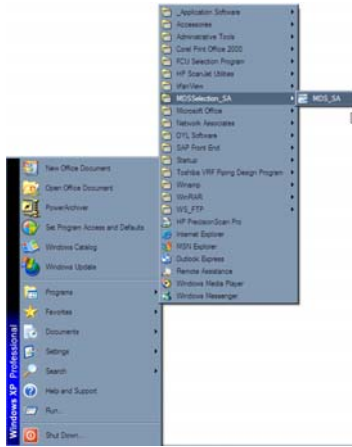 _Application Software
Accessories
Administrative Tools
Corel Print Office 2000
FCU Selection Program
HP ScanJet Utilities
IrfanView
MDSSelection_SA
MDS_SA
Microsoft Office
Network Associates
OYL Software
SAP Front End
Startup
Toshiba VRF Piping Design Program
Winamp
WinRAR
WS_FTP
HP PrecisionScan Pro
Internet Explorer
MSN Explorer
Outlook Express
Remote Assistance
Windows Media Player
Windows Messenger
New Office Document
Open Office Document
PowerArchiver
Set Program Access and Defaults
Windows Catalog
Windows Update
Programs
Favorites
Documents
Settings
Search
Help and Support
Run...
Shut Down...
Windows XP Professional